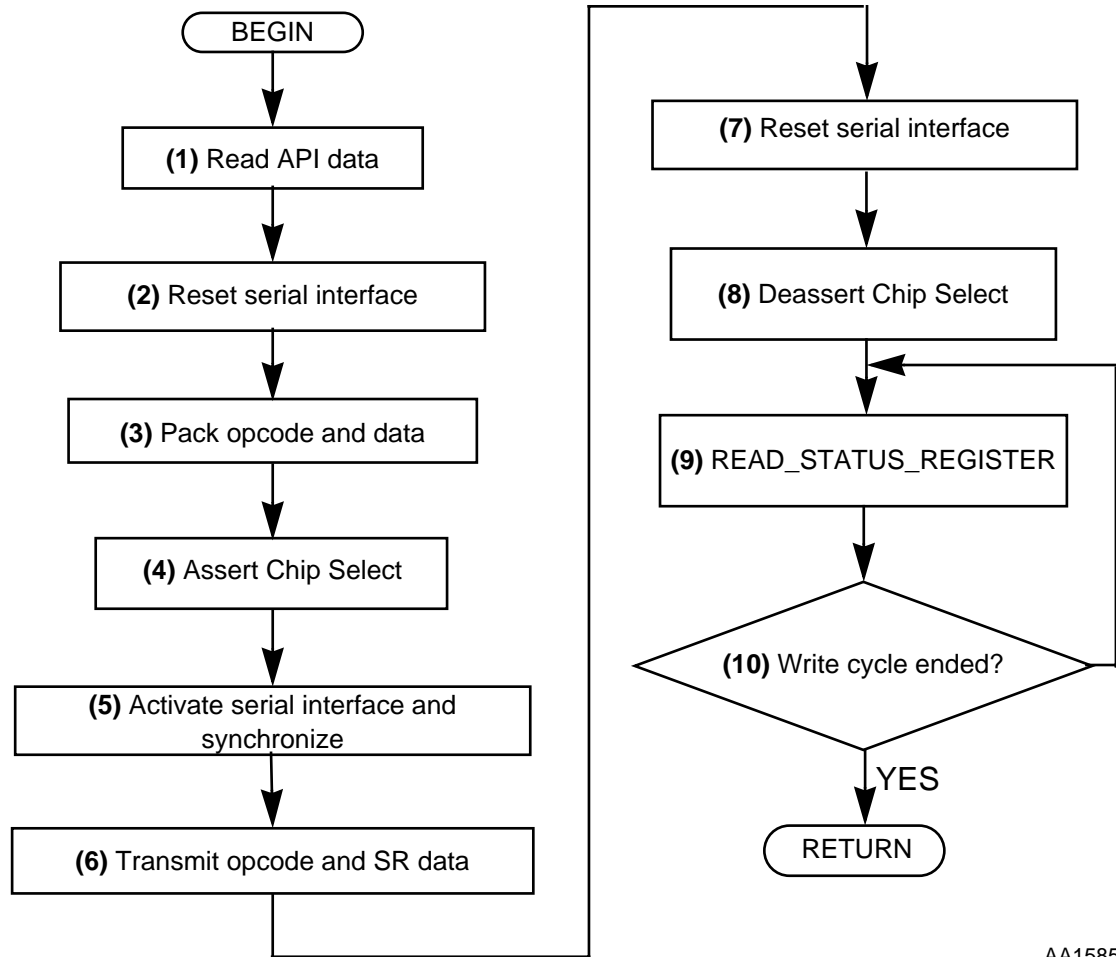 BEGIN
(1) Read API data
(2) Reset serial interface
(3) Pack opcode and data
(4) Assert Chip Select
(5) Activate serial interface and
synchronize
(6) Transmit opcode and SR data
(7) Reset serial interface
(8) Deassert Chip Select
(9) READ_STATUS_REGISTER
(10) Write cycle ended?
YES
RETURN
AA1585